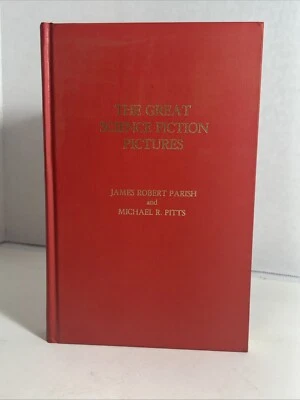 THE GREAT
SCIENCE FICTION
PICTURES
JAMES ROBERT PARISH
and
MICHAEL R. PITTS